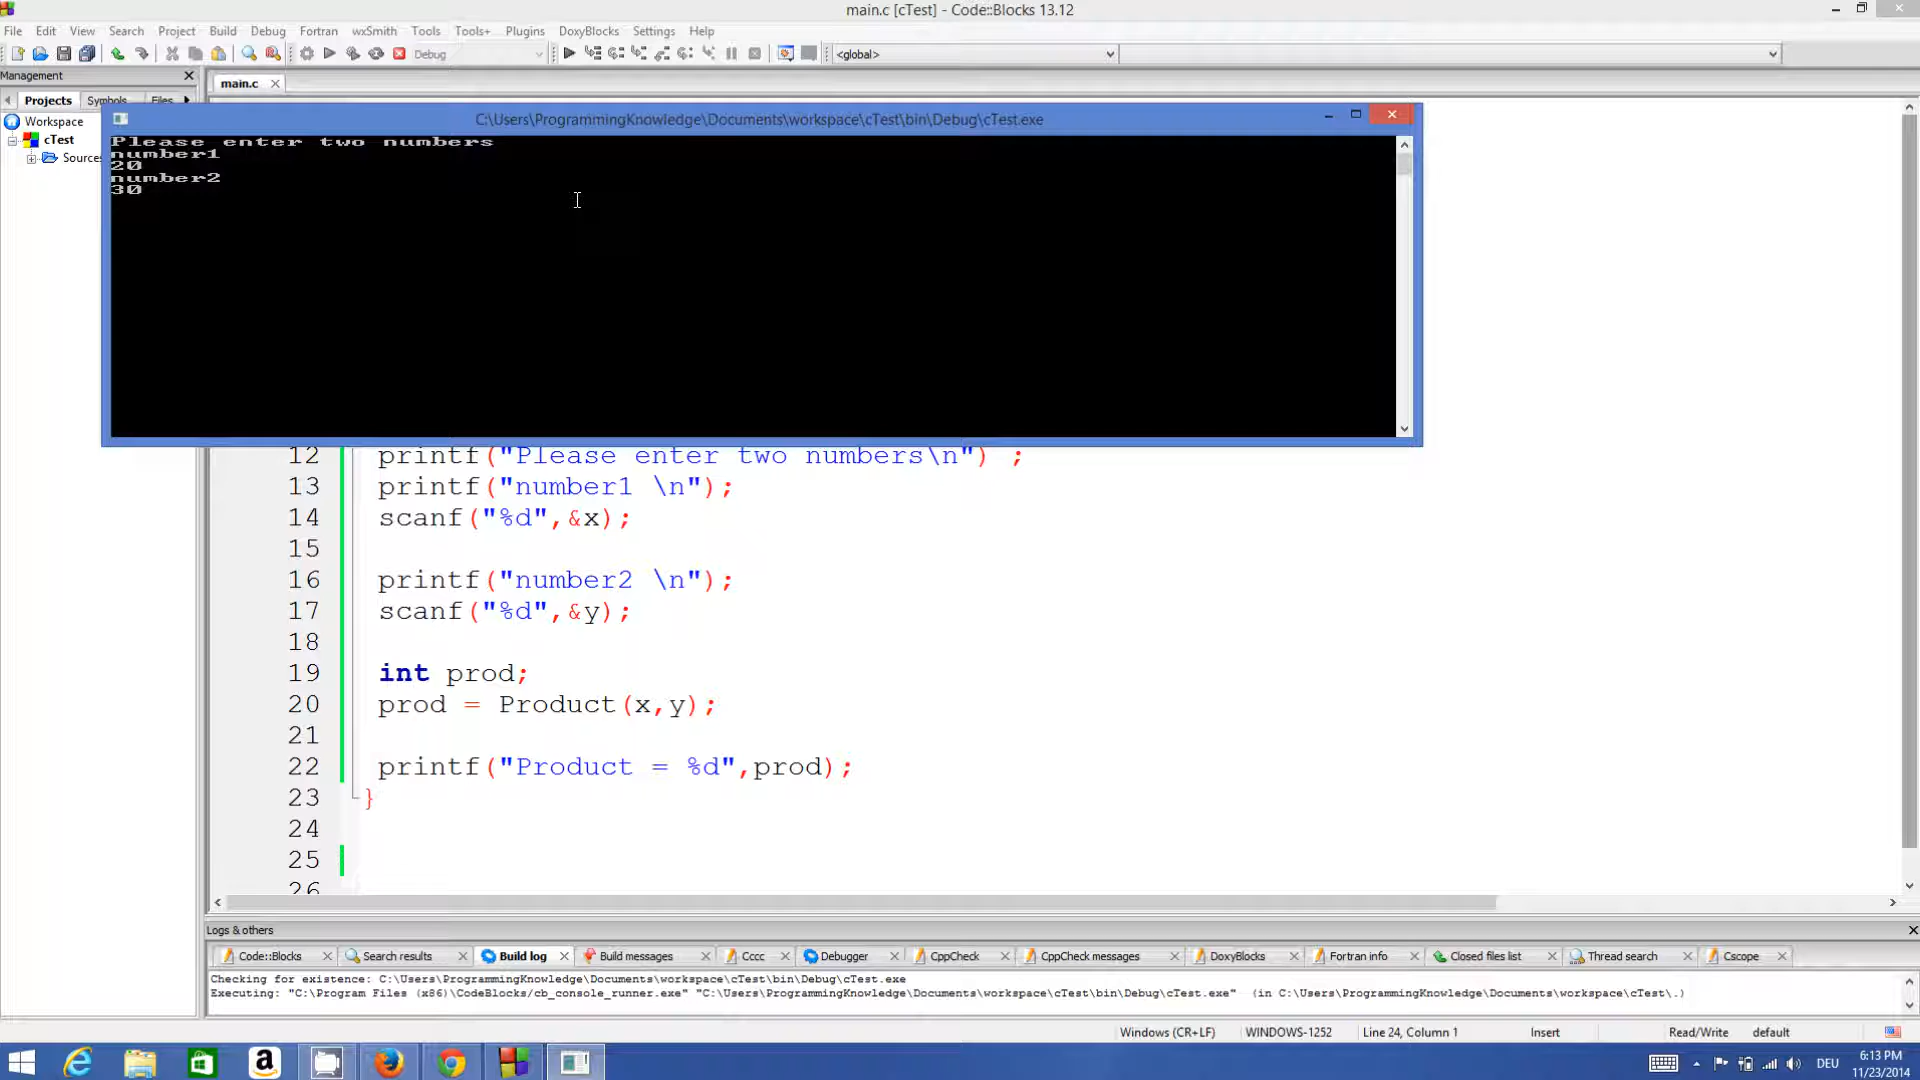 main.c [cTest] - Code::Blocks 13.12
File Edit View Search Project Build Debug Fortran wxSmith Tools Tools+ Plugins DoxyBlocks Settings Help
Debug <global>
Management
main.c
Projects Symbols Files
Workspace
cTest
Sources
C:\Users\ProgrammingKnowledge\Documents\workspace\cTest\bin\Debug\cTest.exe
Please enter two numbers
number1
20
number2
30
12 printf("Please enter two numbers\n") ;
13 printf("number1 \n");
14 scanf("%d",&x);
15
16 printf("number2 \n");
17 scanf("%d",&y);
18
19 int prod;
20 prod = Product(x,y);
21
22 printf("Product = %d",prod);
23 }
24
25
26
Logs & others
Code::Blocks Search results Build log Build messages Cccc Debugger CppCheck CppCheck messages DoxyBlocks Fortran info Closed files list Thread search Cscope
Checking for existence: C:\Users\ProgrammingKnowledge\Documents\workspace\cTest\bin\Debug\cTest.exe
Executing: "C:\Program Files (x86)\CodeBlocks/cb_console_runner.exe" "C:\Users\ProgrammingKnowledge\Documents\workspace\cTest\bin\Debug\cTest.exe" (in C:\Users\ProgrammingKnowledge\Documents\workspace\cTest\.)
Windows (CR+LF) WINDOWS-1252 Line 24, Column 1 Insert Read/Write default
DEU
6:13 PM
11/23/2014